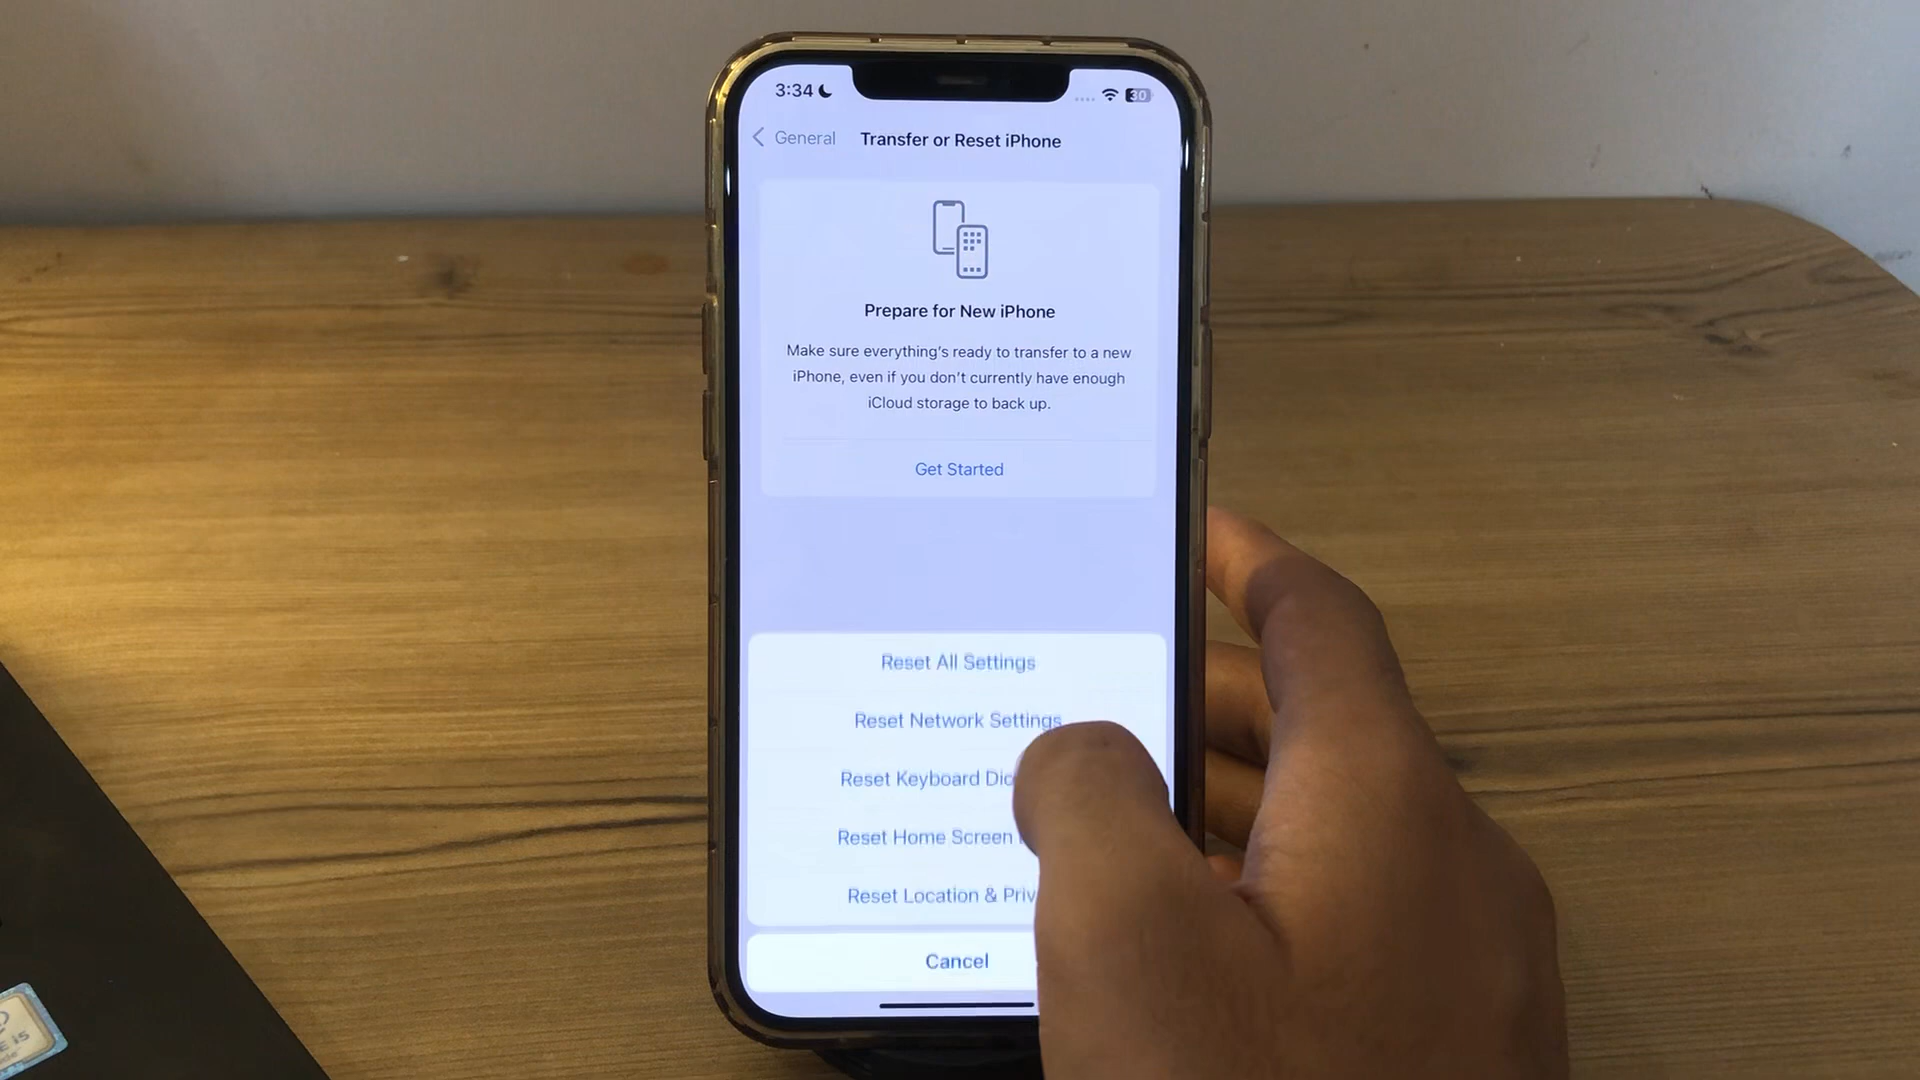 3:34
30
General
Transfer or Reset iPhone
Prepare for New iPhone
Make sure everything's ready to transfer to a new
iPhone, even if you don't currently have enough
iCloud storage to back up.
Get Started
Reset All Settings
Reset Network Settings
Reset Keyboard
Reset Home Screen
Reset Location &
Cancel
i5